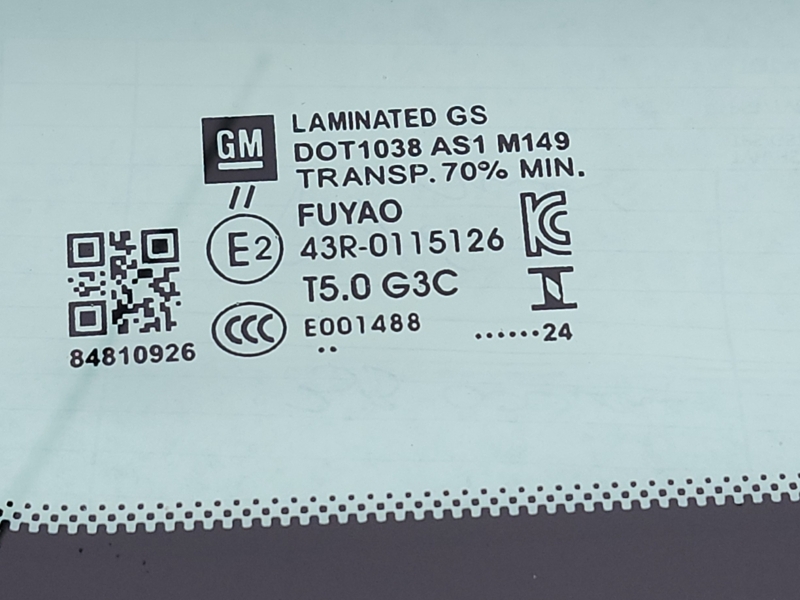 GM
LAMINATED GS
DOT1038 AS1 M149
TRANSP. 70% MIN.
//
FUYAO
E2
43R-0115126
KC
T5.0 G3C
CCC
E001488
......24
..
84810926